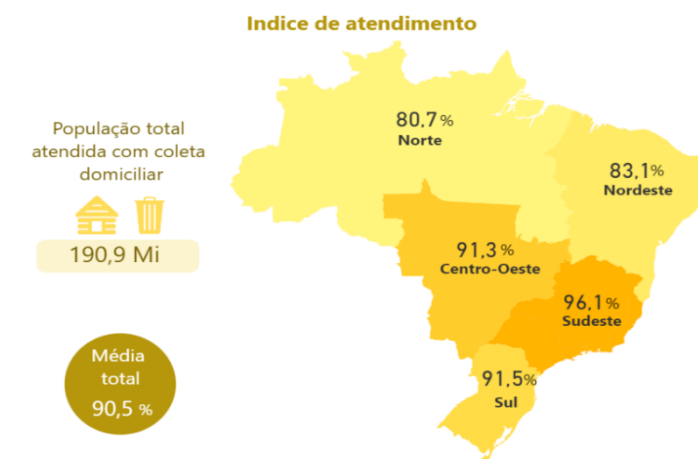 Indice de atendimento
População total
atendida com coleta
domiciliar
190,9 Mi
Média
total
90,5 %
80,7 %
Norte
83,1%
Nordeste
91,3 %
Centro-Oeste
96,1%
Sudeste
91,5%
Sul